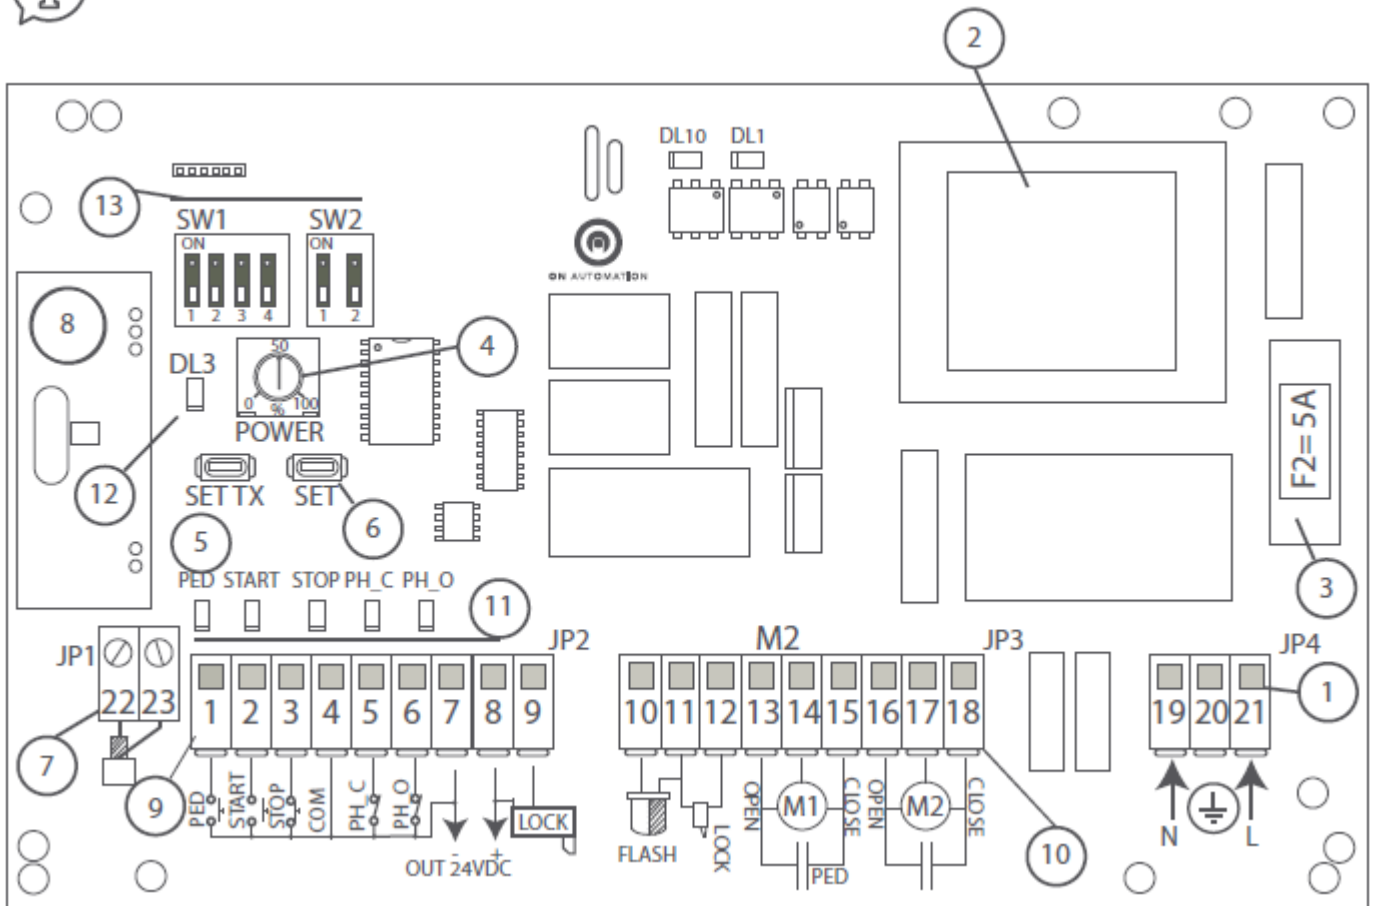 2
DL10 DL1
13
SW1 SW2
ON ON
1 2 3 4 1 2
ON AUTOMATION
8
DL3
50
0 % 100
POWER
4
F2= 5A
12
SET TX SET
5
6
3
PED START STOP PH_C PH_O
11
JP1
JP2
M2
JP3
JP4
22 23
1 2 3 4 5 6 7 8 9
10 11 12 13 14 15 16 17 18
19 20 21
1
7
9
PED
START
STOP
COM
PH_C
PH_O
- +
OUT 24VDC
LOCK
FLASH
LOCK
OPEN
M1
CLOSE
PED
OPEN
M2
CLOSE
10
N L